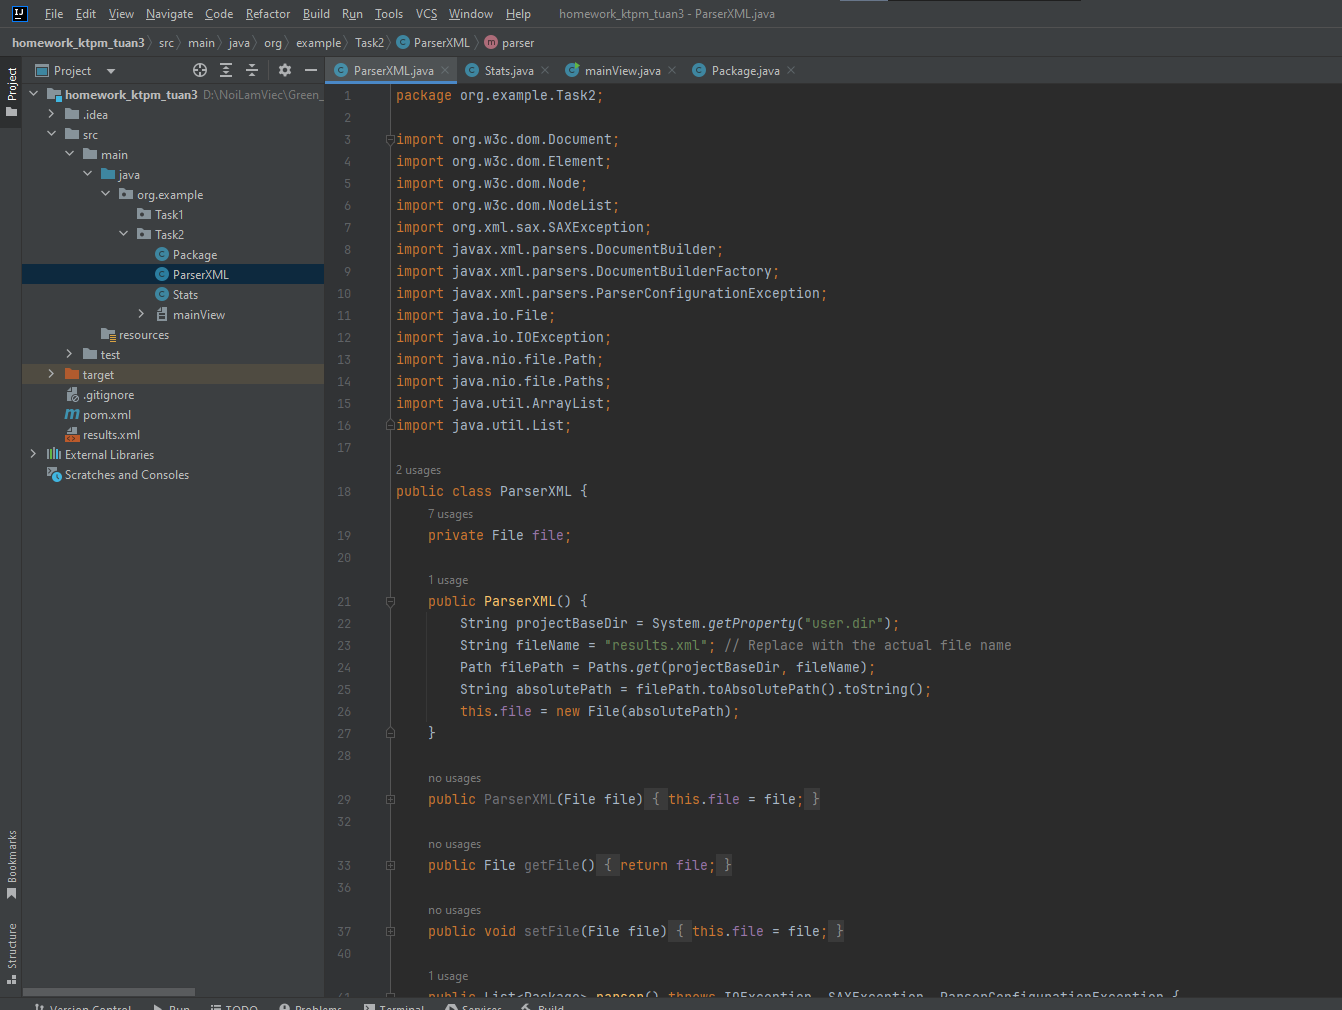 IJ File Edit View Navigate Code Refactor Build Run Tools VCS Window Help homework_ktpm_tuan3 - ParserXML.java
homework_ktpm_tuan3 src main java org example Task2 C ParserXML m parser
Project
Project
C ParserXML.java C Stats.java C mainView.java C Package.java
homework_ktpm_tuan3 D:\NoiLamViec\Green_
.idea
src
main
java
org.example
Task1
Task2
C Package
C ParserXML
C Stats
mainView
resources
test
target
.gitignore
m pom.xml
results.xml
External Libraries
Scratches and Consoles
Bookmarks
Structure
1 package org.example.Task2;
2
3 import org.w3c.dom.Document;
4 import org.w3c.dom.Element;
5 import org.w3c.dom.Node;
6 import org.w3c.dom.NodeList;
7 import org.xml.sax.SAXException;
8 import javax.xml.parsers.DocumentBuilder;
9 import javax.xml.parsers.DocumentBuilderFactory;
10 import javax.xml.parsers.ParserConfigurationException;
11 import java.io.File;
12 import java.io.IOException;
13 import java.nio.file.Path;
14 import java.nio.file.Paths;
15 import java.util.ArrayList;
16 import java.util.List;
17
2 usages
18 public class ParserXML {
7 usages
19 private File file;
20
1 usage
21 public ParserXML() {
22 String projectBaseDir = System.getProperty("user.dir");
23 String fileName = "results.xml"; // Replace with the actual file name
24 Path filePath = Paths.get(projectBaseDir, fileName);
25 String absolutePath = filePath.toAbsolutePath().toString();
26 this.file = new File(absolutePath);
27 }
28
no usages
29 public ParserXML(File file) { this.file = file; }
32
no usages
33 public File getFile() { return file; }
36
no usages
37 public void setFile(File file) { this.file = file; }
40
1 usage
41 public List<Package> parser() throws IOException, SAXException, ParserConfigurationException {
Version Control Run TODO Problems Terminal Services Build